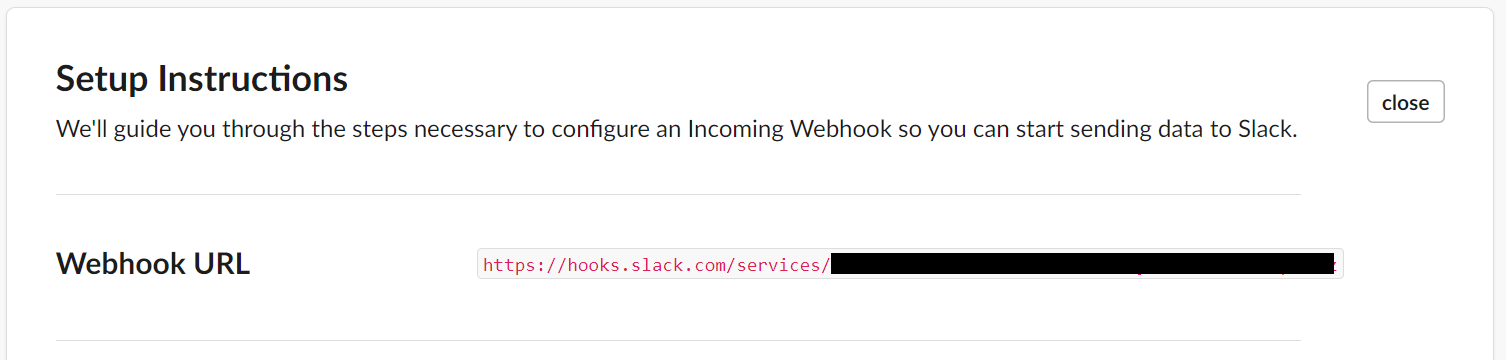 Setup Instructions
close
We'll guide you through the steps necessary to configure an Incoming Webhook so you can start sending data to Slack.
Webhook URL
https://hooks.slack.com/services/